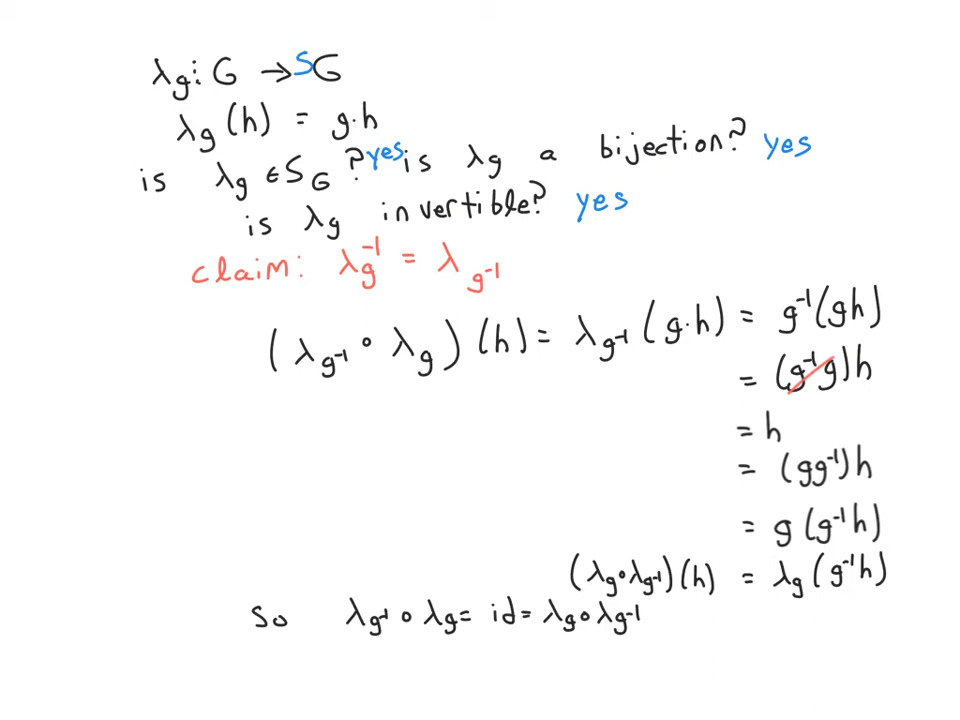 λg: G → SG
λg(h) = g·h
is λg ∈ SG? yes is λg a bijection? yes
is λg invertible? yes
claim: λg⁻¹ = λg⁻¹
(λg⁻¹ ∘ λg)(h) = λg⁻¹(g·h) = g⁻¹(gh)
= (g⁻¹g)h
= h
= (gg⁻¹)h
= g(g⁻¹h)
(λg∘λg⁻¹)(h) = λg(g⁻¹h)
So λg⁻¹ ∘ λg = id = λg∘λg⁻¹